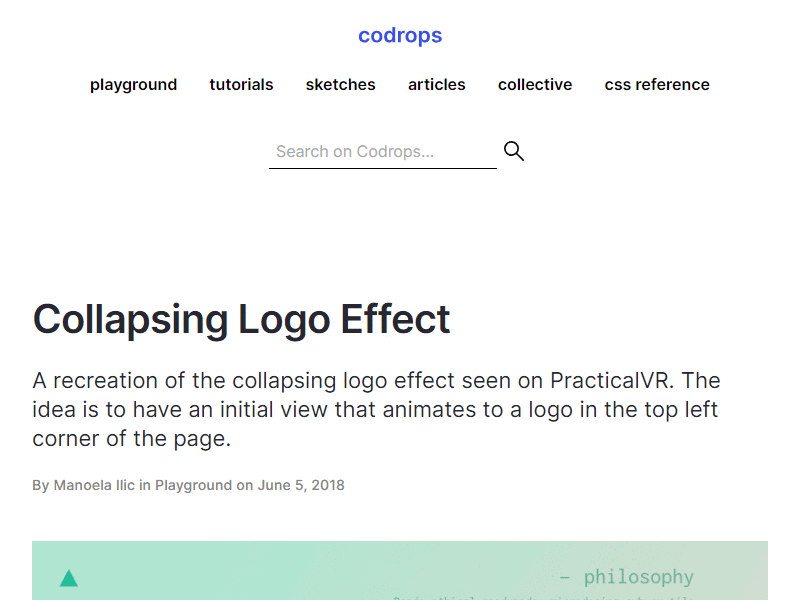 codrops
playground tutorials sketches articles collective css reference
Search on Codrops...
Collapsing Logo Effect
A recreation of the collapsing logo effect seen on PracticalVR. The
idea is to have an initial view that animates to a logo in the top left
corner of the page.
By Manoela Ilic in Playground on June 5, 2018
– philosophy